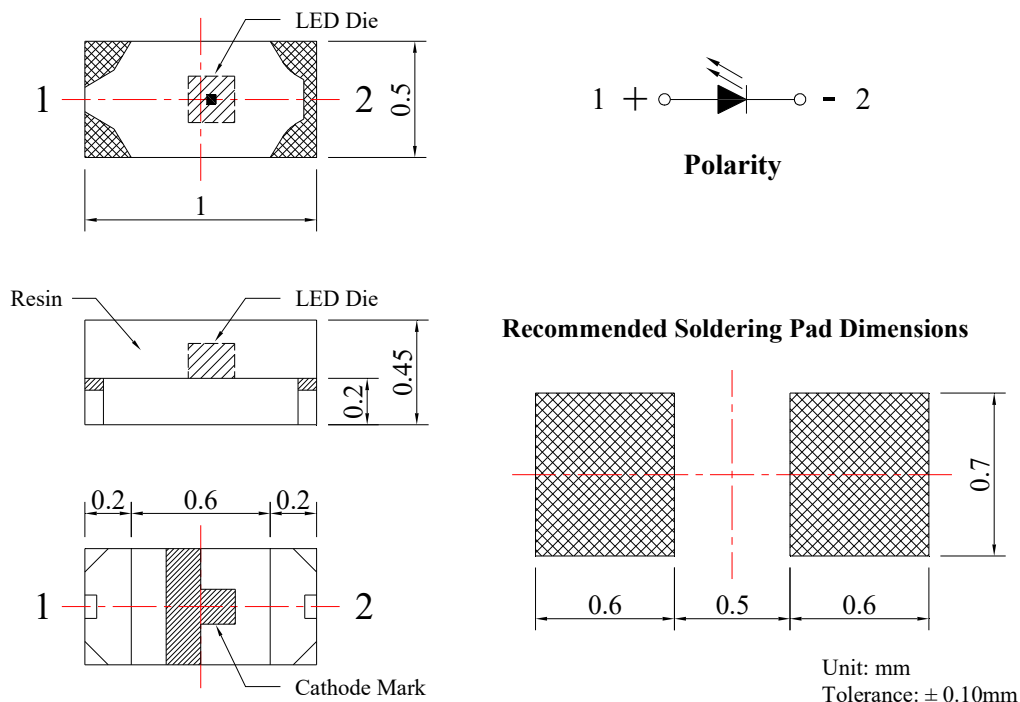 LED Die
1
2
0.5
1
1 + - 2
Polarity
Resin
LED Die
0.2
0.45
Recommended Soldering Pad Dimensions
0.7
0.6
0.5
0.6
0.2
0.6
0.2
1
2
Cathode Mark
Unit: mm
Tolerance: ± 0.10mm